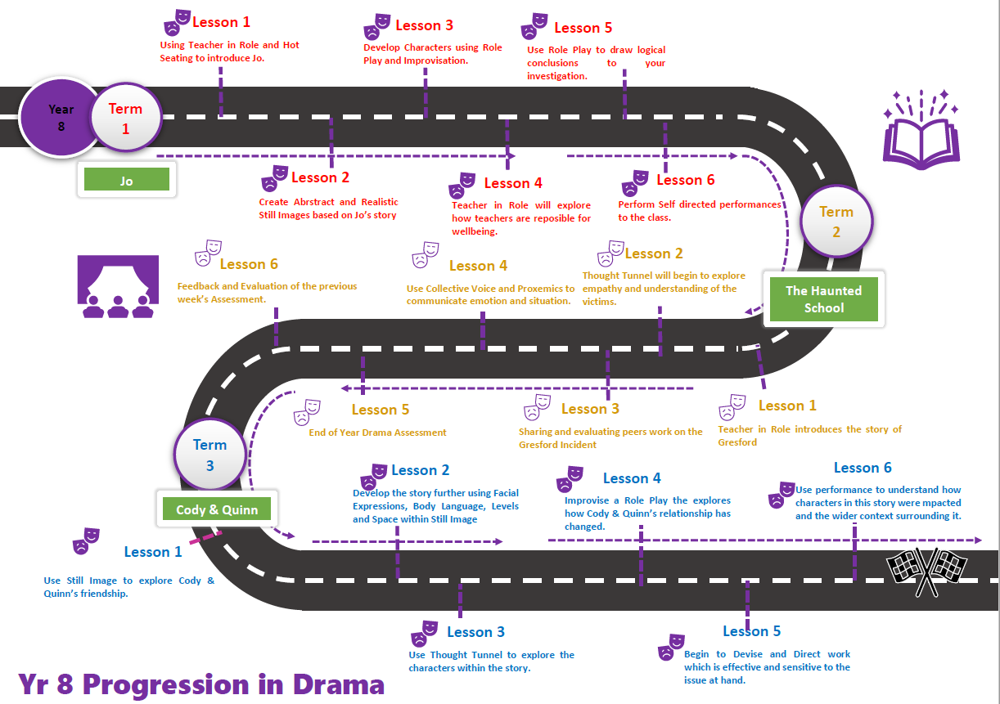 Lesson 1
Using Teacher in Role and Hot
Seating to introduce Jo.
Lesson 3
Develop Characters using Role
Play and Improvisation.
Lesson 5
Use Role Play to draw logical
conclusions to your
investigation.
Year
8
Term
1
Jo
Lesson 2
Create Abrstract and Realistic
Still Images based on Jo's story
Lesson 4
Teacher in Role will explore
how teachers are reposible for
wellbeing.
Lesson 6
Perform Self directed performances
to the class.
Term
2
The Haunted
School
Lesson 1
Teacher in Role introduces the story of
Gresford
Lesson 2
Thought Tunnel will begin to explore
empathy and understanding of the
victims.
Lesson 3
Sharing and evaluating peers work on the
Gresford Incident
Lesson 4
Use Collective Voice and Proxemics to
communicate emotion and situation.
Lesson 5
End of Year Drama Assessment
Lesson 6
Feedback and Evaluation of the previous
week's Assessment.
Term
3
Cody & Quinn
Lesson 1
Use Still Image to explore Cody &
Quinn's friendship.
Lesson 2
Develop the story further using Facial
Expressions, Body Language, Levels
and Space within Still Image
Lesson 3
Use Thought Tunnel to explore the
characters within the story.
Lesson 4
Improvise a Role Play the explores
how Cody & Quinn's relationship has
changed.
Lesson 5
Begin to Devise and Direct work
which is effective and sensitive to the
issue at hand.
Lesson 6
Use performance to understand how
characters in this story were mpacted
and the wider context surrounding it.
Yr 8 Progression in Drama